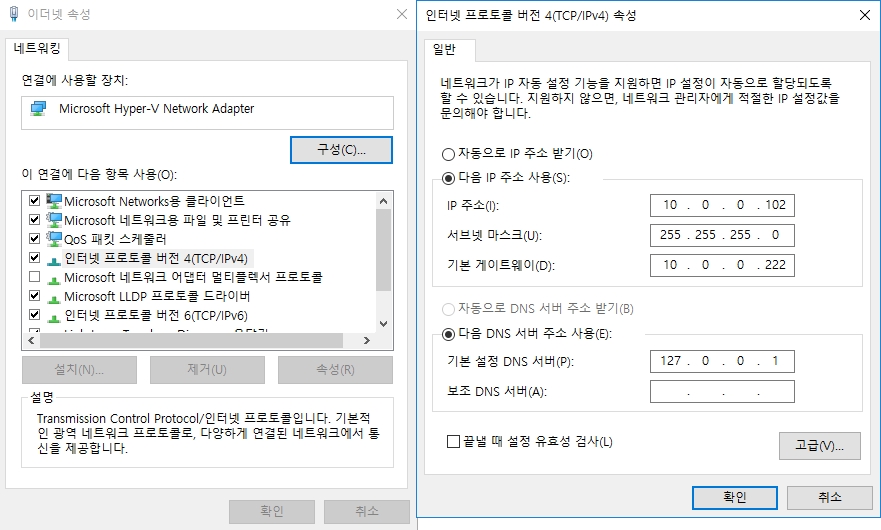 이더넷 속성
네트워킹
연결에 사용할 장치:
Microsoft Hyper-V Network Adapter
구성(C)...
이 연결에 다음 항목 사용(O):
Microsoft Networks용 클라이언트
Microsoft 네트워크용 파일 및 프린터 공유
QoS 패킷 스케줄러
인터넷 프로토콜 버전 4(TCP/IPv4)
Microsoft 네트워크 어댑터 멀티플렉서 프로토콜
Microsoft LLDP 프로토콜 드라이버
인터넷 프로토콜 버전 6(TCP/IPv6)
설치(N)...
제거(U)
속성(R)
설명
Transmission Control Protocol/인터넷 프로토콜입니다. 기본적
인 광역 네트워크 프로토콜로, 다양하게 연결된 네트워크에서 통
신을 제공합니다.
확인
취소
인터넷 프로토콜 버전 4(TCP/IPv4) 속성
일반
네트워크가 IP 자동 설정 기능을 지원하면 IP 설정이 자동으로 할당되도록
할 수 있습니다. 지원하지 않으면, 네트워크 관리자에게 적절한 IP 설정값을
문의해야 합니다.
자동으로 IP 주소 받기(O)
다음 IP 주소 사용(S):
IP 주소(I): 10 . 0 . 0 . 102
서브넷 마스크(U): 255 . 255 . 255 . 0
기본 게이트웨이(D): 10 . 0 . 0 . 222
자동으로 DNS 서버 주소 받기(B)
다음 DNS 서버 주소 사용(E):
기본 설정 DNS 서버(P): 127 . 0 . 0 . 1
보조 DNS 서버(A): . . .
끝낼 때 설정 유효성 검사(L)
고급(V)...
확인
취소